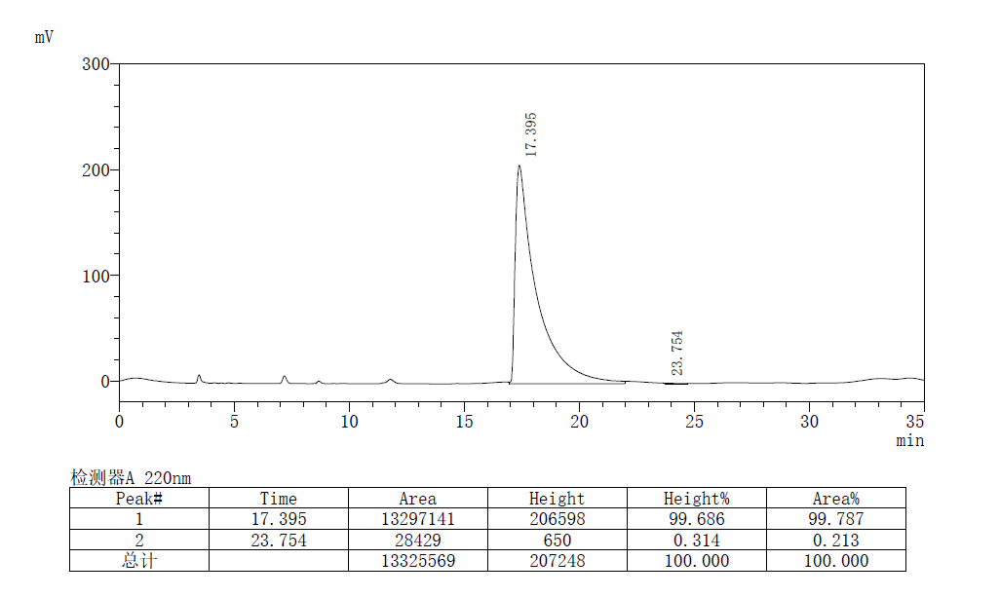 mV
300
17.395
200
23.754
100
0
0 5 10 15 20 25 30 35
min
检测器A 220nm
Peak# Time Area Height Height% Area%
1 17.395 13297141 206598 99.686 99.787
2 23.754 28429 650 0.314 0.213
总计 13325569 207248 100.000 100.000